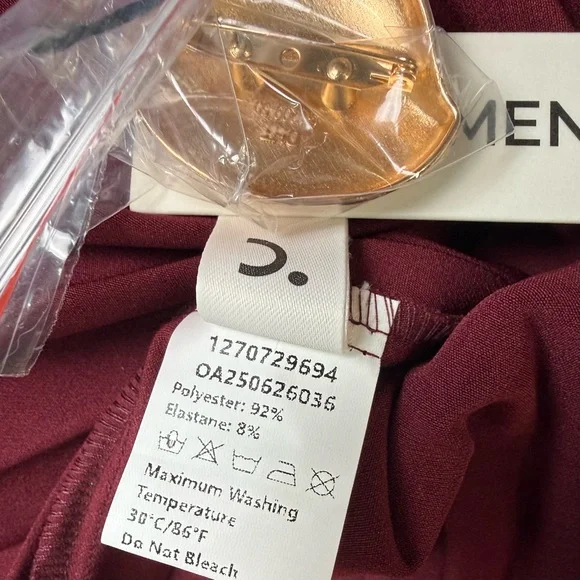 MEN
1270729694
OA250626036
Polyester: 92%
Elastane: 8%
Maximum Washing
Temperature
30°C/86°F
Do Not Bleach